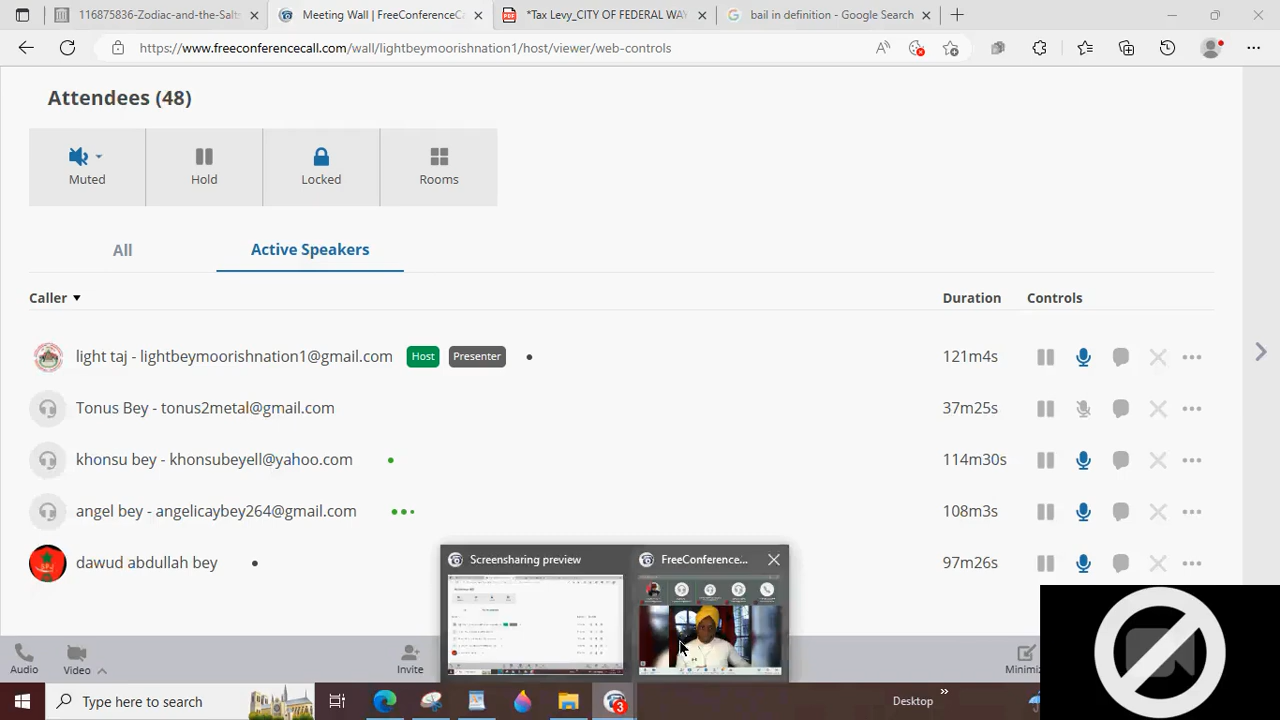 116875836-Zodiac-and-the-Salts
Meeting Wall | FreeConferenceCa
*Tax Levy_CITY OF FEDERAL WAY
bail in definition - Google Search
https://www.freeconferencecall.com/wall/lightbeymoorishnation1/host/viewer/web-controls
Attendees (48)
Muted
Hold
Locked
Rooms
All
Active Speakers
Caller
Duration
Controls
light taj - lightbeymoorishnation1@gmail.com
Host
Presenter
121m4s
Tonus Bey - tonus2metal@gmail.com
37m25s
khonsu bey - khonsubeyell@yahoo.com
114m30s
angel bey - angelicaybey264@gmail.com
108m3s
dawud abdullah bey
97m26s
Screensharing preview
FreeConference...
Audio
Video
Invite
Minimi
Type here to search
3
Desktop